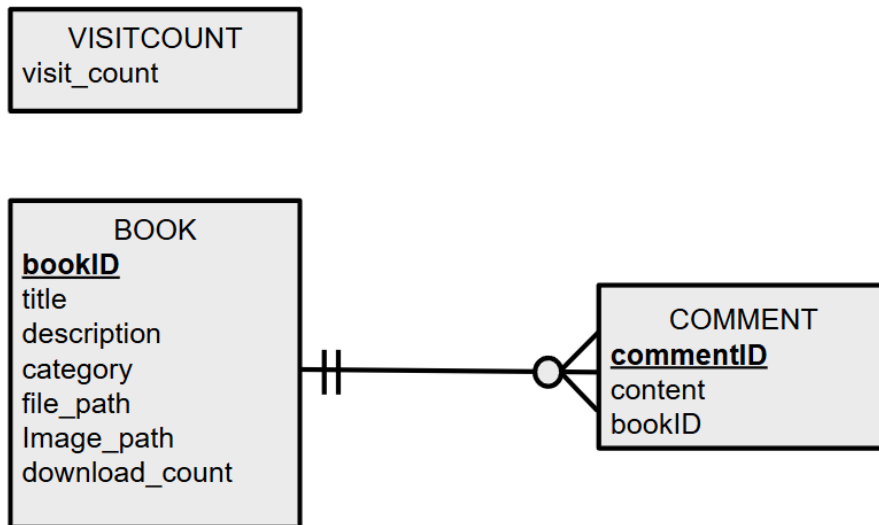 VISITCOUNT
visit_count
BOOK
bookID
title
description
category
file_path
Image_path
download_count
COMMENT
commentID
content
bookID